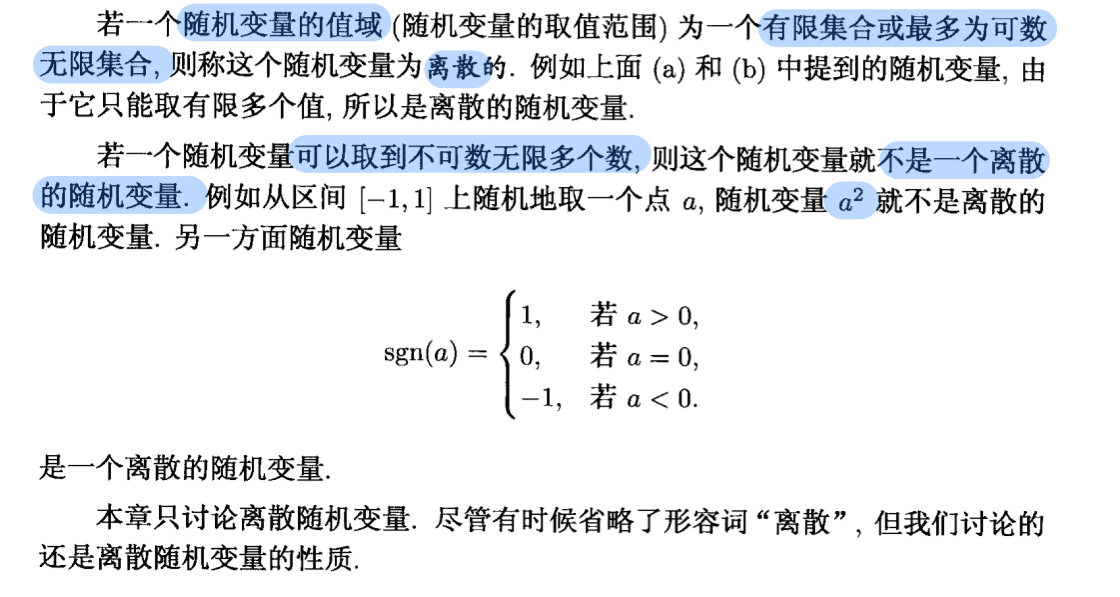 若一个随机变量的值域 (随机变量的取值范围) 为一个有限集合或最多为可数
无限集合, 则称这个随机变量为离散的. 例如上面 (a) 和 (b) 中提到的随机变量, 由
于它只能取有限多个值, 所以是离散的随机变量.
若一个随机变量可以取到不可数无限多个数, 则这个随机变量就不是一个离散
的随机变量. 例如从区间 [−1, 1] 上随机地取一个点 a, 随机变量 a² 就不是离散的
随机变量. 另一方面随机变量
1, 若 a > 0,
sgn(a) = { 0, 若 a = 0,
−1, 若 a < 0.
是一个离散的随机变量.
本章只讨论离散随机变量. 尽管有时候省略了形容词“离散”, 但我们讨论的
还是离散随机变量的性质.